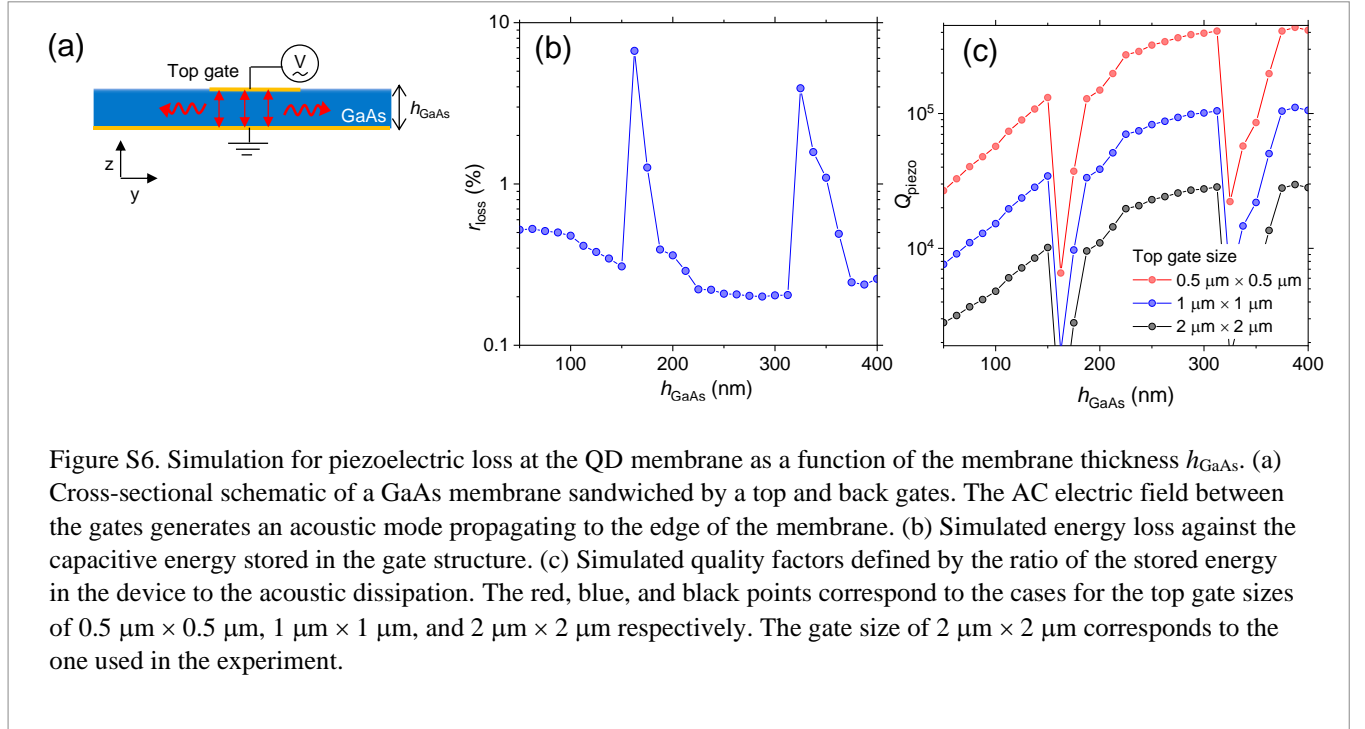 (a)
Top gate
V
~
GaAs
hGaAs
z
y
(b)
rloss (%)
10
1
0.1
100
200
300
400
hGaAs (nm)
(c)
Qpiezo
10^5
10^4
Top gate size
0.5 μm × 0.5 μm
1 μm × 1 μm
2 μm × 2 μm
100
200
300
400
hGaAs (nm)
Figure S6. Simulation for piezoelectric loss at the QD membrane as a function of the membrane thickness hGaAs. (a)
Cross-sectional schematic of a GaAs membrane sandwiched by a top and back gates. The AC electric field between
the gates generates an acoustic mode propagating to the edge of the membrane. (b) Simulated energy loss against the
capacitive energy stored in the gate structure. (c) Simulated quality factors defined by the ratio of the stored energy
in the device to the acoustic dissipation. The red, blue, and black points correspond to the cases for the top gate sizes
of 0.5 μm × 0.5 μm, 1 μm × 1 μm, and 2 μm × 2 μm respectively. The gate size of 2 μm × 2 μm corresponds to the
one used in the experiment.